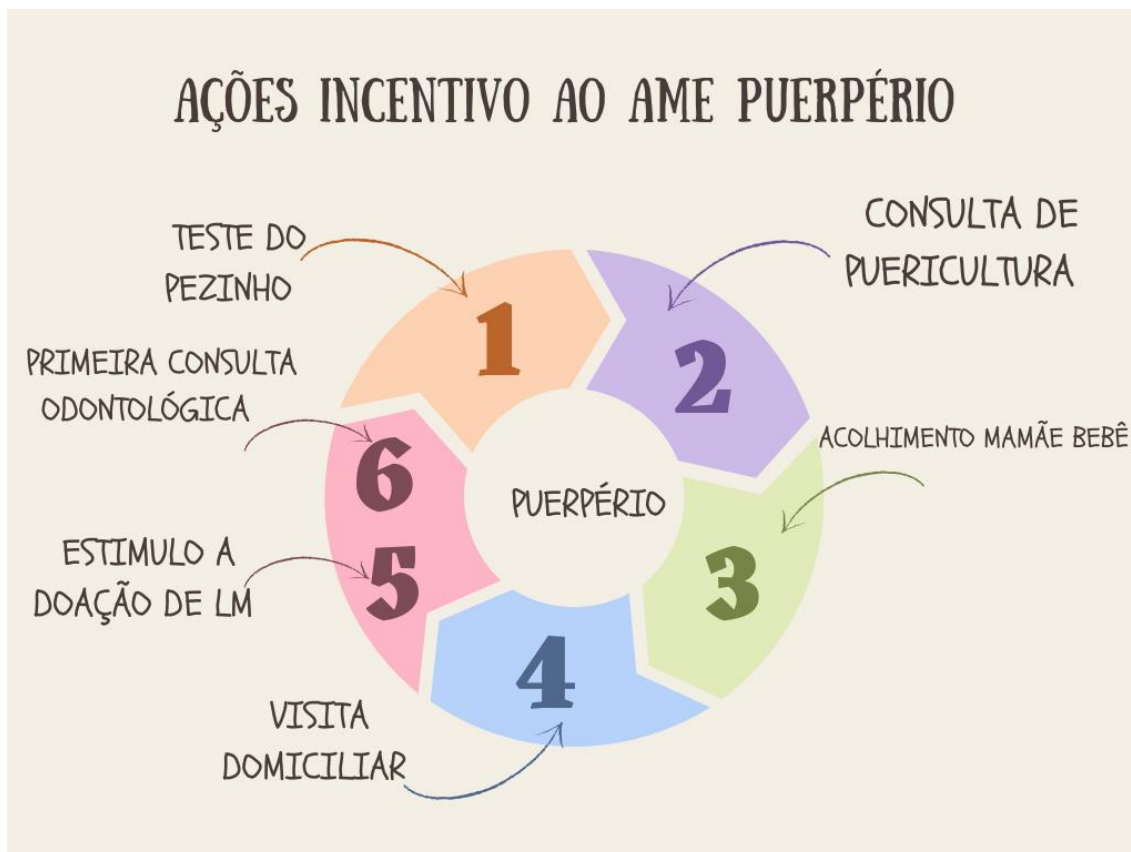 AÇÕES INCENTIVO AO AME PUERPÉRIO
TESTE DO
PEZINHO
1
CONSULTA DE
PUERICULTURA
2
ACOLHIMENTO MAMÃE BEBÊ
3
VISITA
DOMICILIAR
4
ESTIMULO A
DOAÇÃO DE LM
5
PRIMEIRA CONSULTA
ODONTOLÓGICA
6
PUERPÉRIO